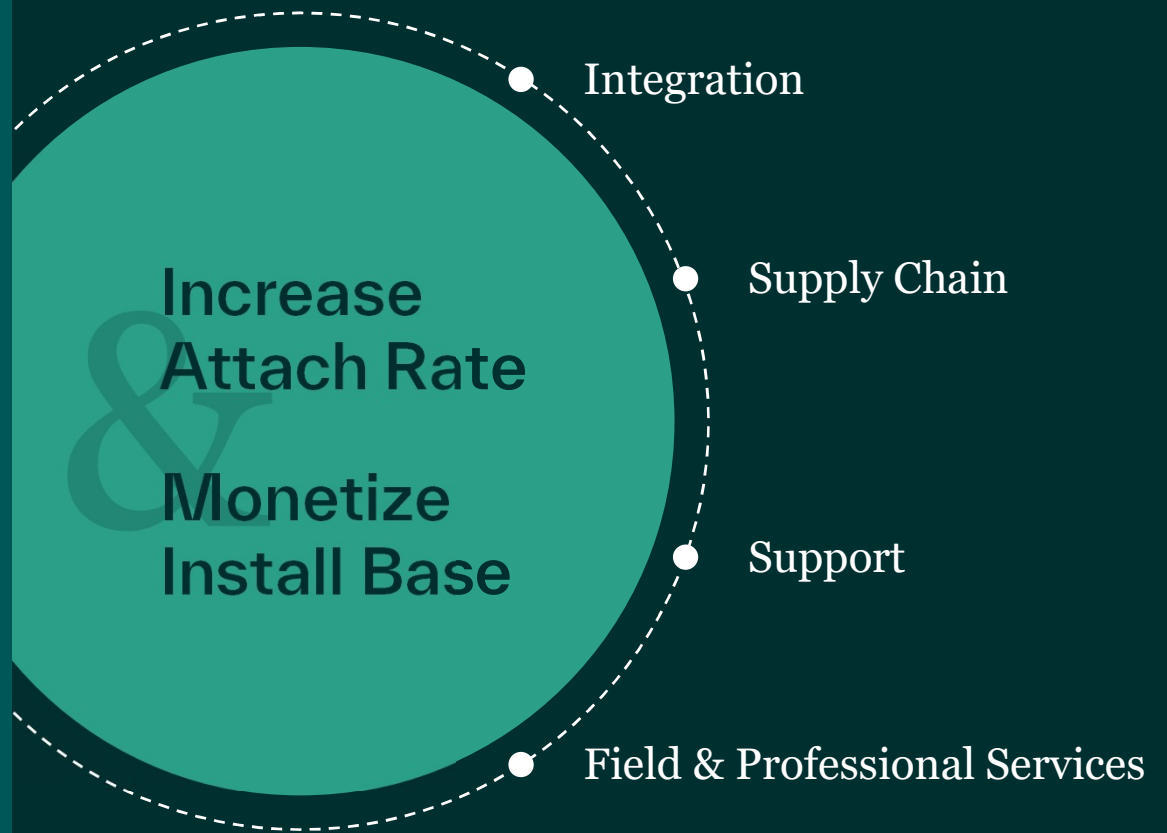 Increase
Attach Rate
&
Monetize
Install Base
Integration
Supply Chain
Support
Field & Professional Services